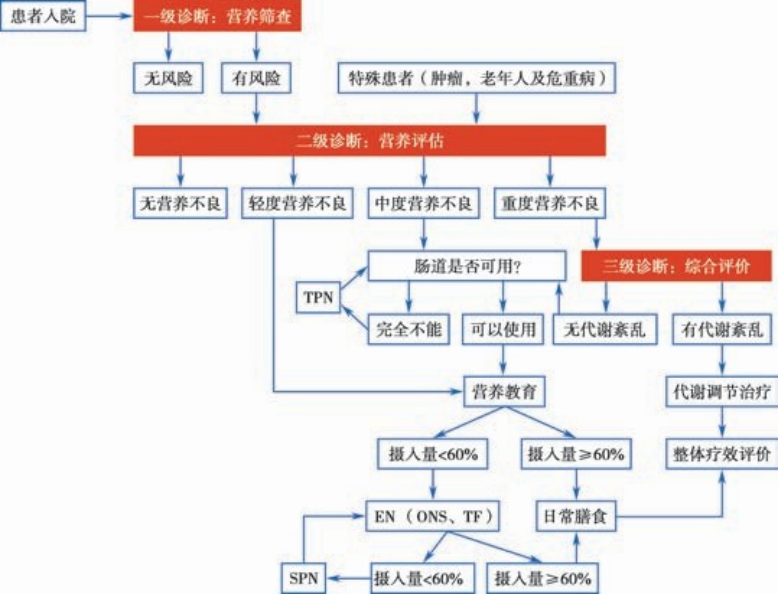 患者入院
一级诊断：营养筛查
无风险
有风险
特殊患者（肿瘤，老年人及危重病）
二级诊断：营养评估
无营养不良
轻度营养不良
中度营养不良
重度营养不良
肠道是否可用？
三级诊断：综合评价
TPN
完全不能
可以使用
无代谢紊乱
有代谢紊乱
营养教育
代谢调节治疗
摄入量<60%
摄入量≥60%
整体疗效评价
EN（ONS、TF）
日常膳食
SPN
摄入量<60%
摄入量≥60%